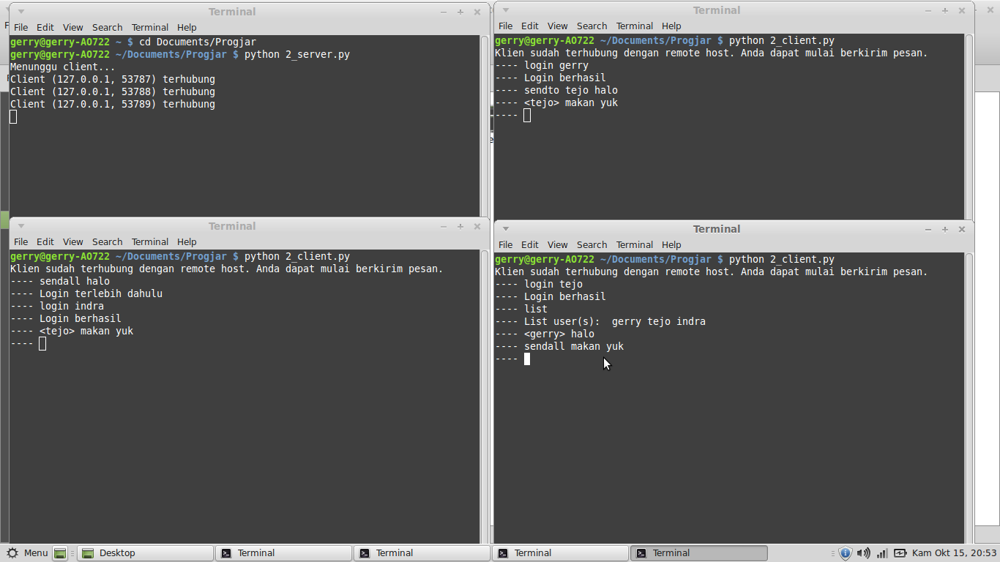 Terminal
File Edit View Search Terminal Help
gerry@gerry-AO722 ~ $ cd Documents/Progjar
gerry@gerry-AO722 ~/Documents/Progjar $ python 2_server.py
Menunggu client...
Client (127.0.0.1, 53787) terhubung
Client (127.0.0.1, 53788) terhubung
Client (127.0.0.1, 53789) terhubung
Terminal
File Edit View Search Terminal Help
gerry@gerry-AO722 ~/Documents/Progjar $ python 2_client.py
Klien sudah terhubung dengan remote host. Anda dapat mulai berkirim pesan.
---- login gerry
---- Login berhasil
---- sendto tejo halo
---- <tejo> makan yuk
----
Terminal
File Edit View Search Terminal Help
gerry@gerry-AO722 ~/Documents/Progjar $ python 2_client.py
Klien sudah terhubung dengan remote host. Anda dapat mulai berkirim pesan.
---- sendall halo
---- Login terlebih dahulu
---- login indra
---- Login berhasil
---- <tejo> makan yuk
----
Terminal
File Edit View Search Terminal Help
gerry@gerry-AO722 ~/Documents/Progjar $ python 2_client.py
Klien sudah terhubung dengan remote host. Anda dapat mulai berkirim pesan.
---- login tejo
---- Login berhasil
---- list
---- List user(s):  gerry tejo indra
---- <gerry> halo
---- sendall makan yuk
----
Menu Desktop Terminal Terminal Terminal Terminal Kam Okt 15, 20:53